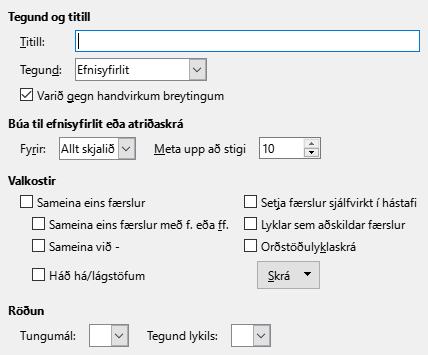 Tegund og titill
Titill:
Tegund: Efnisyfirlit
Varið gegn handvirkum breytingum
Búa til efnisyfirlit eða atriðaskrá
Fyrir: Allt skjalið Meta upp að stigi 10
Valkostir
Sameina eins færslur Setja færslur sjálfvirkt í hástafi
Sameina eins færslur með f. eða ff. Lyklar sem aðskildar færslur
Sameina við - Orðstöðulyklaskrá
Háð há/lágstöfum Skrá
Röðun
Tungumál: Tegund lykils: